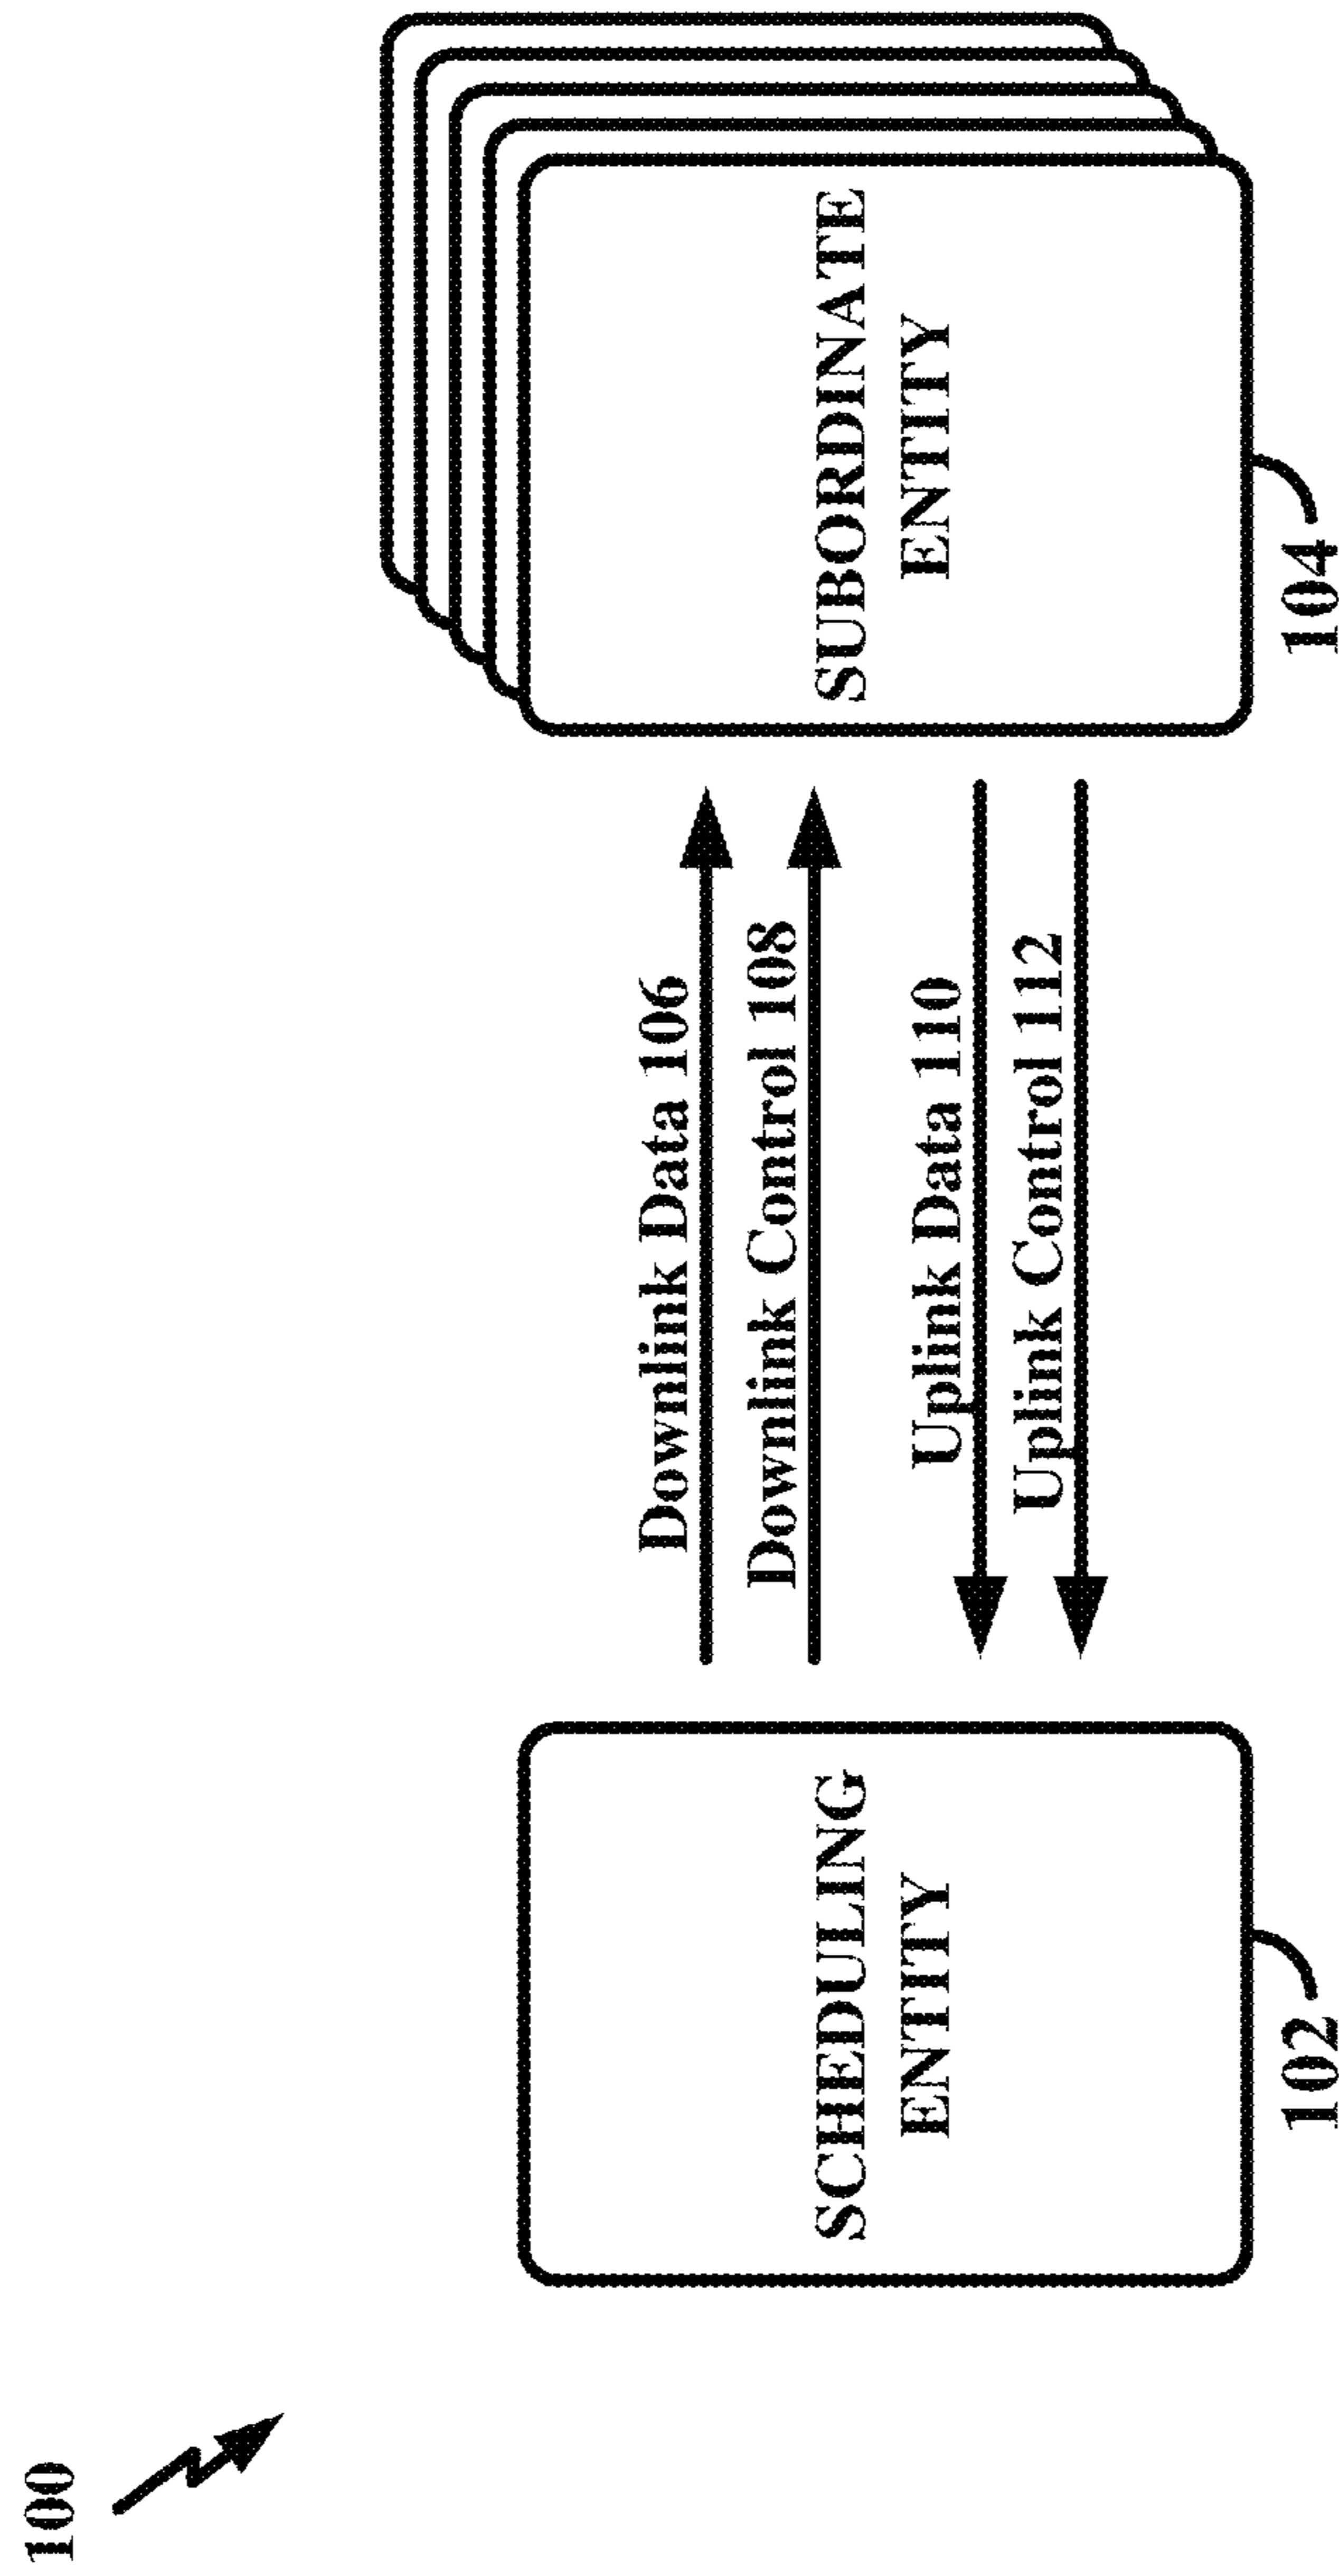 100
SCHEDULING
ENTITY
102
Downlink Data 106
Downlink Control 108
Uplink Data 110
Uplink Control 112
SUBORDINATE
ENTITY
104